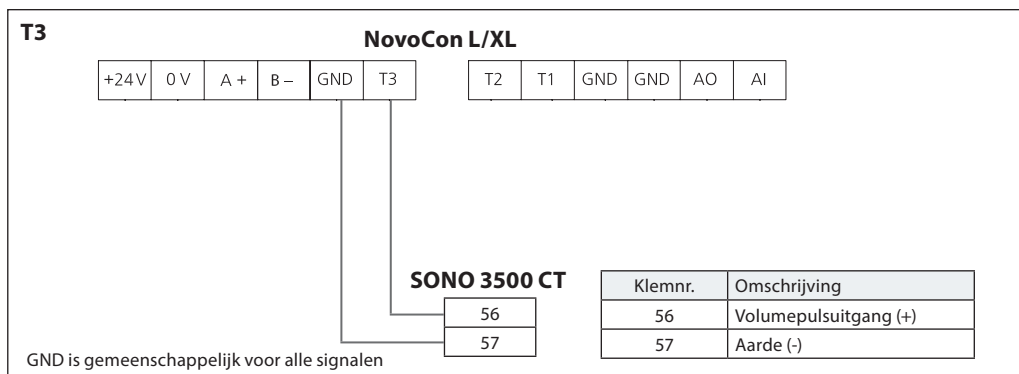 T3
NovoCon L/XL
+24 V 0 V A + B – GND T3 T2 T1 GND GND AO AI
SONO 3500 CT
56
57
Klemnr. Omschrijving
56 Volumepulsuitgang (+)
57 Aarde (-)
GND is gemeenschappelijk voor alle signalen